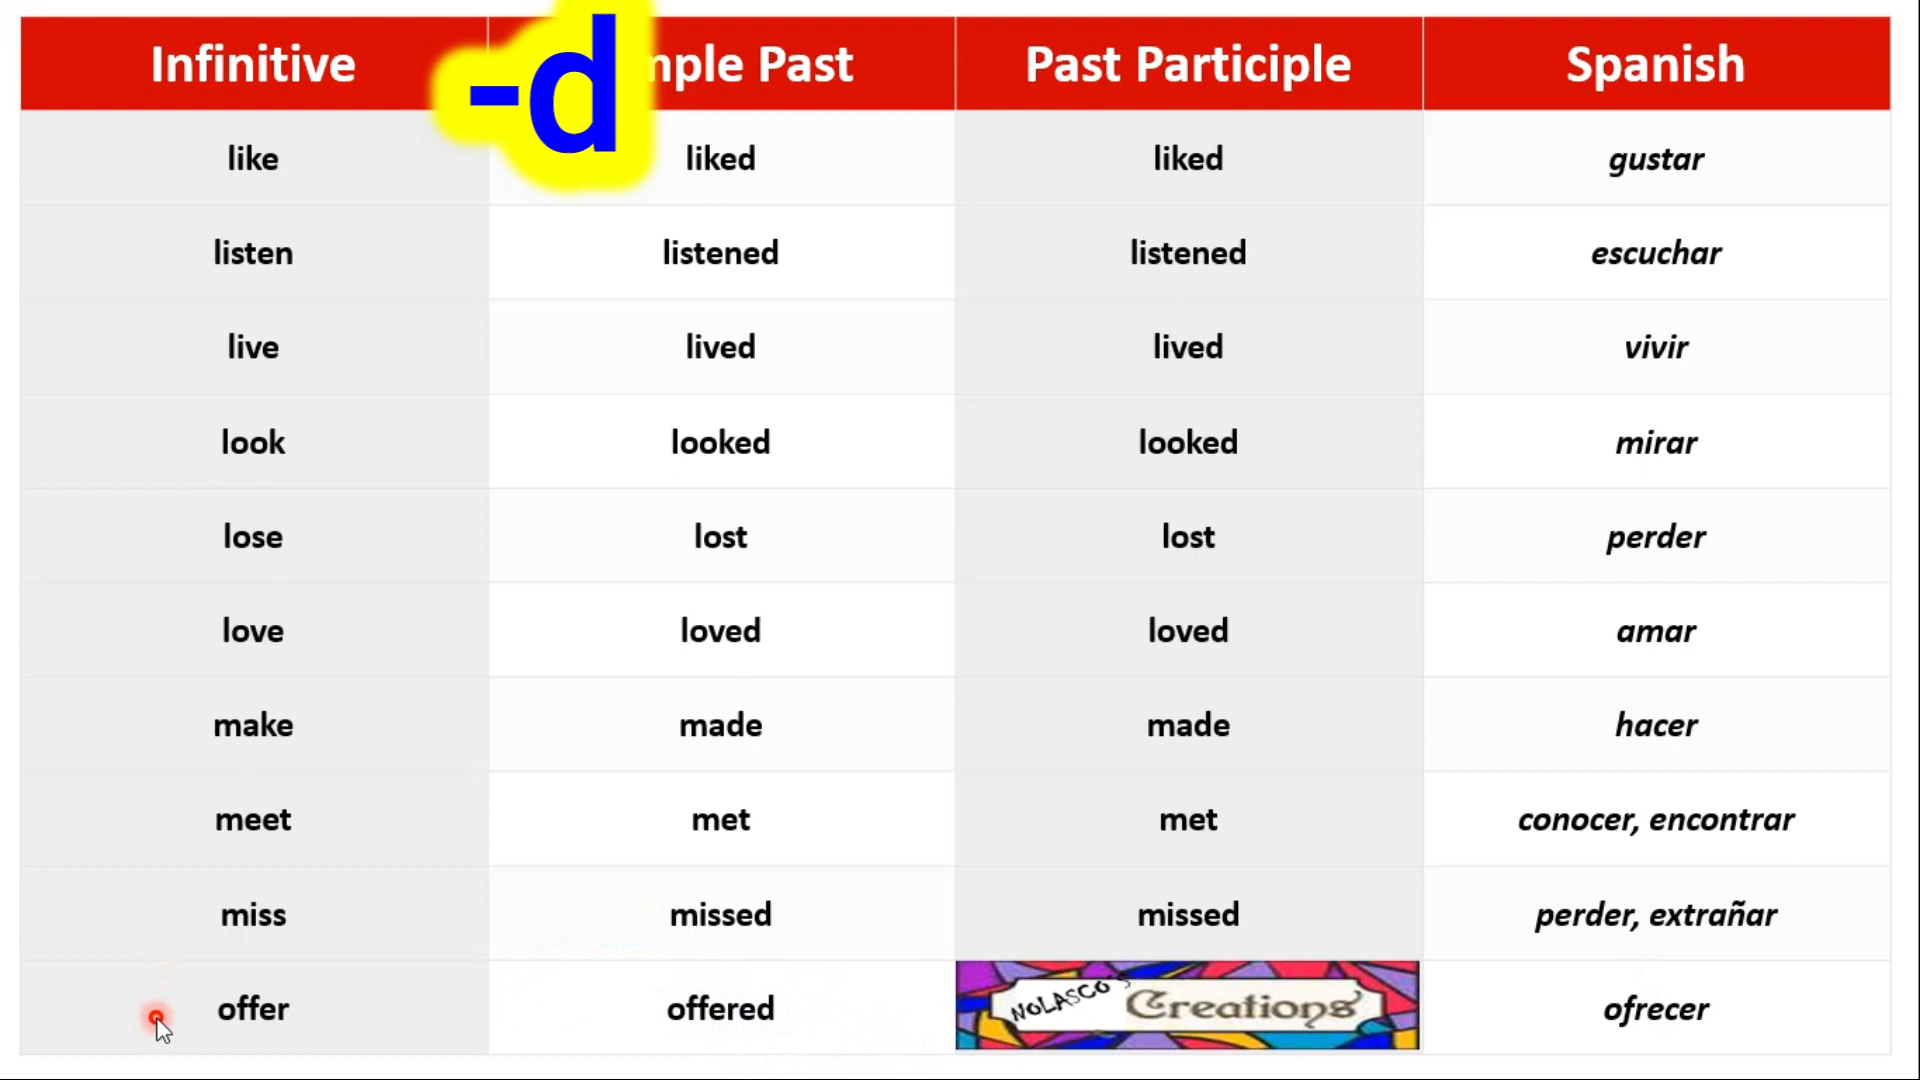 Infinitive -d mple Past Past Participle Spanish
like liked liked gustar
listen listened listened escuchar
live lived lived vivir
look looked looked mirar
lose lost lost perder
love loved loved amar
make made made hacer
meet met met conocer, encontrar
miss missed missed perder, extrañar
offer offered NOLASCO'S Creations ofrecer